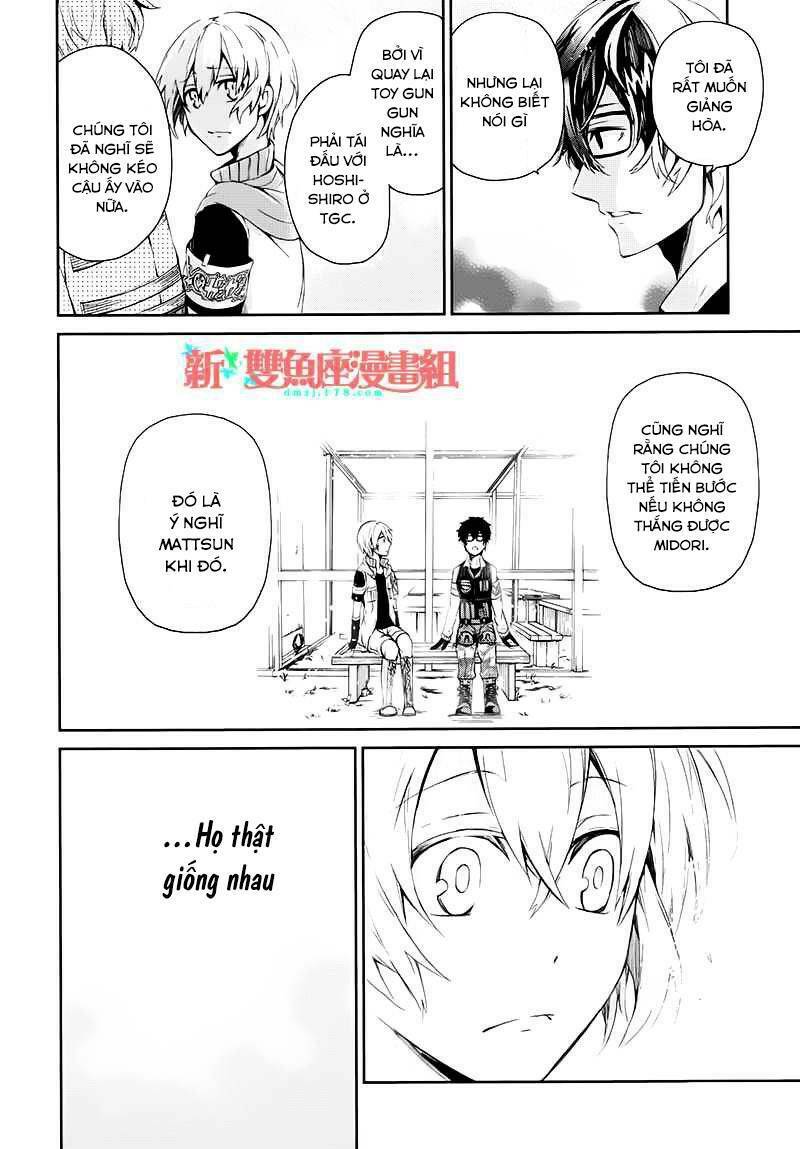 TÔI ĐÃ
RẤT MUỐN
GIẢNG
HÒA.
NHƯNG LẠI
KHÔNG BIẾT
NÓI GÌ
BỞI VÌ
QUAY LẠI
TOY GUN
GUN
NGHĨA
LÀ...
PHẢI TÁI
ĐẤU VỚI
HOSHI-
SHIRO Ở
TGC.
CHÚNG TÔI
ĐÃ NGHĨ SẼ
KHÔNG KÉO
CẬU ẤY VÀO
NỮA.
新 雙魚座漫畫組
dmzj.178.com
CŨNG NGHĨ
RẰNG CHÚNG
TÔI KHÔNG
THỂ TIẾN BƯỚC
NẾU KHÔNG
THẮNG ĐƯỢC
MIDORI.
ĐÓ LÀ
Ý NGHĨ
MATTSUN
KHI ĐÓ.
...Họ thật
giống nhau